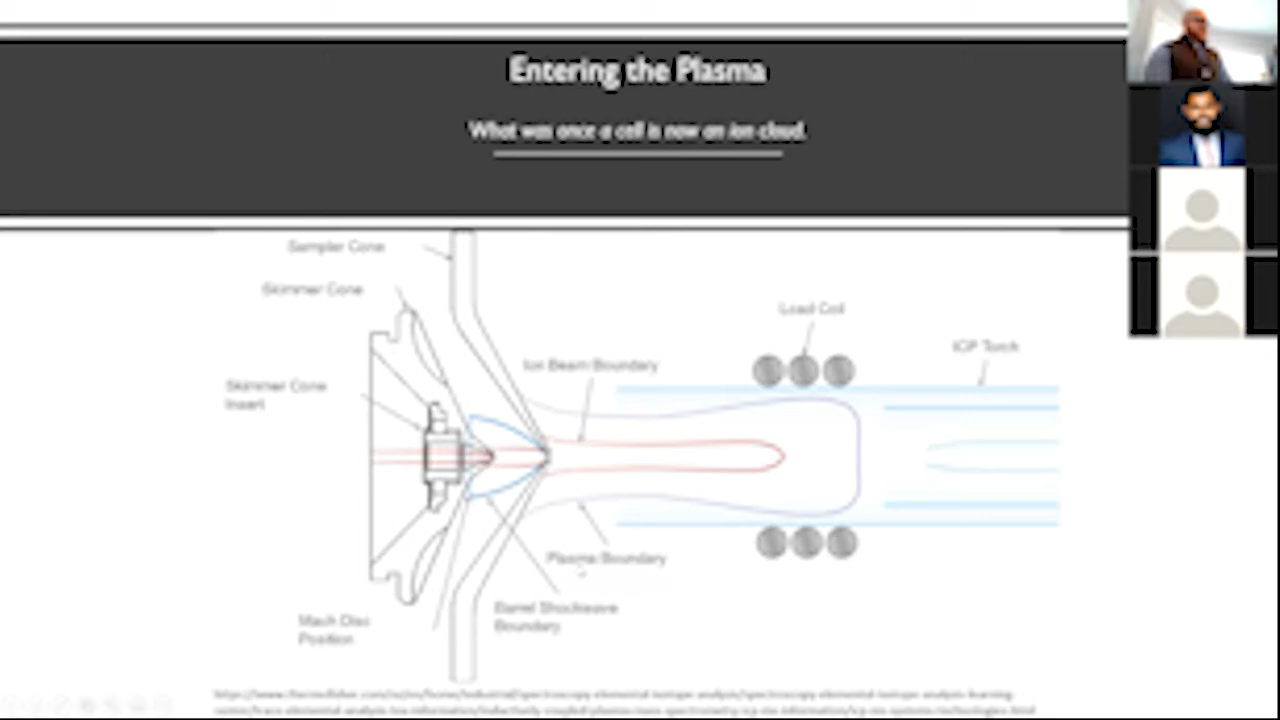 Entering the Plasma
What was once a cell is now an ion cloud.
Sampler Cone
Skimmer Cone
Load Coil
ICP Torch
Ion Beam Boundary
Skimmer Cone
Insert
Plasma Boundary
Barrel Shockwave
Boundary
Mach Disc
Position